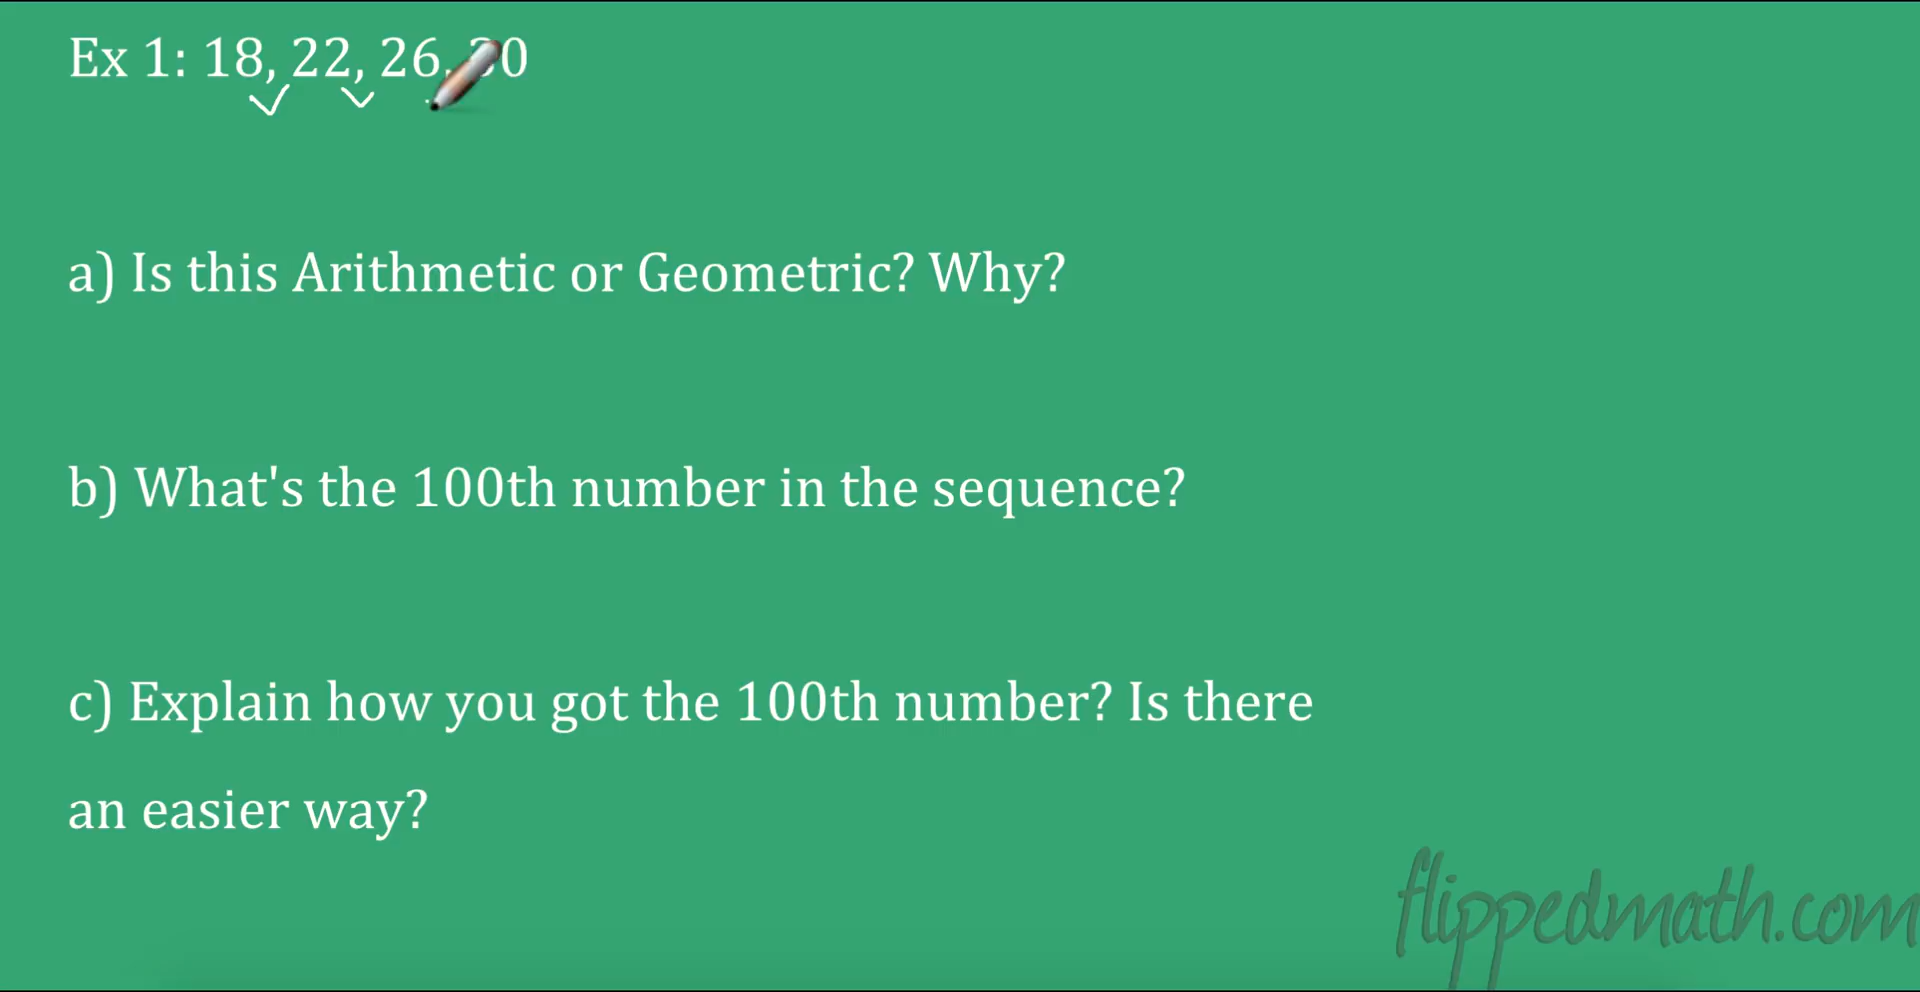 Ex 1: 18, 22, 26, 30
a) Is this Arithmetic or Geometric? Why?
b) What's the 100th number in the sequence?
c) Explain how you got the 100th number? Is there
an easier way?
flippedmath.com